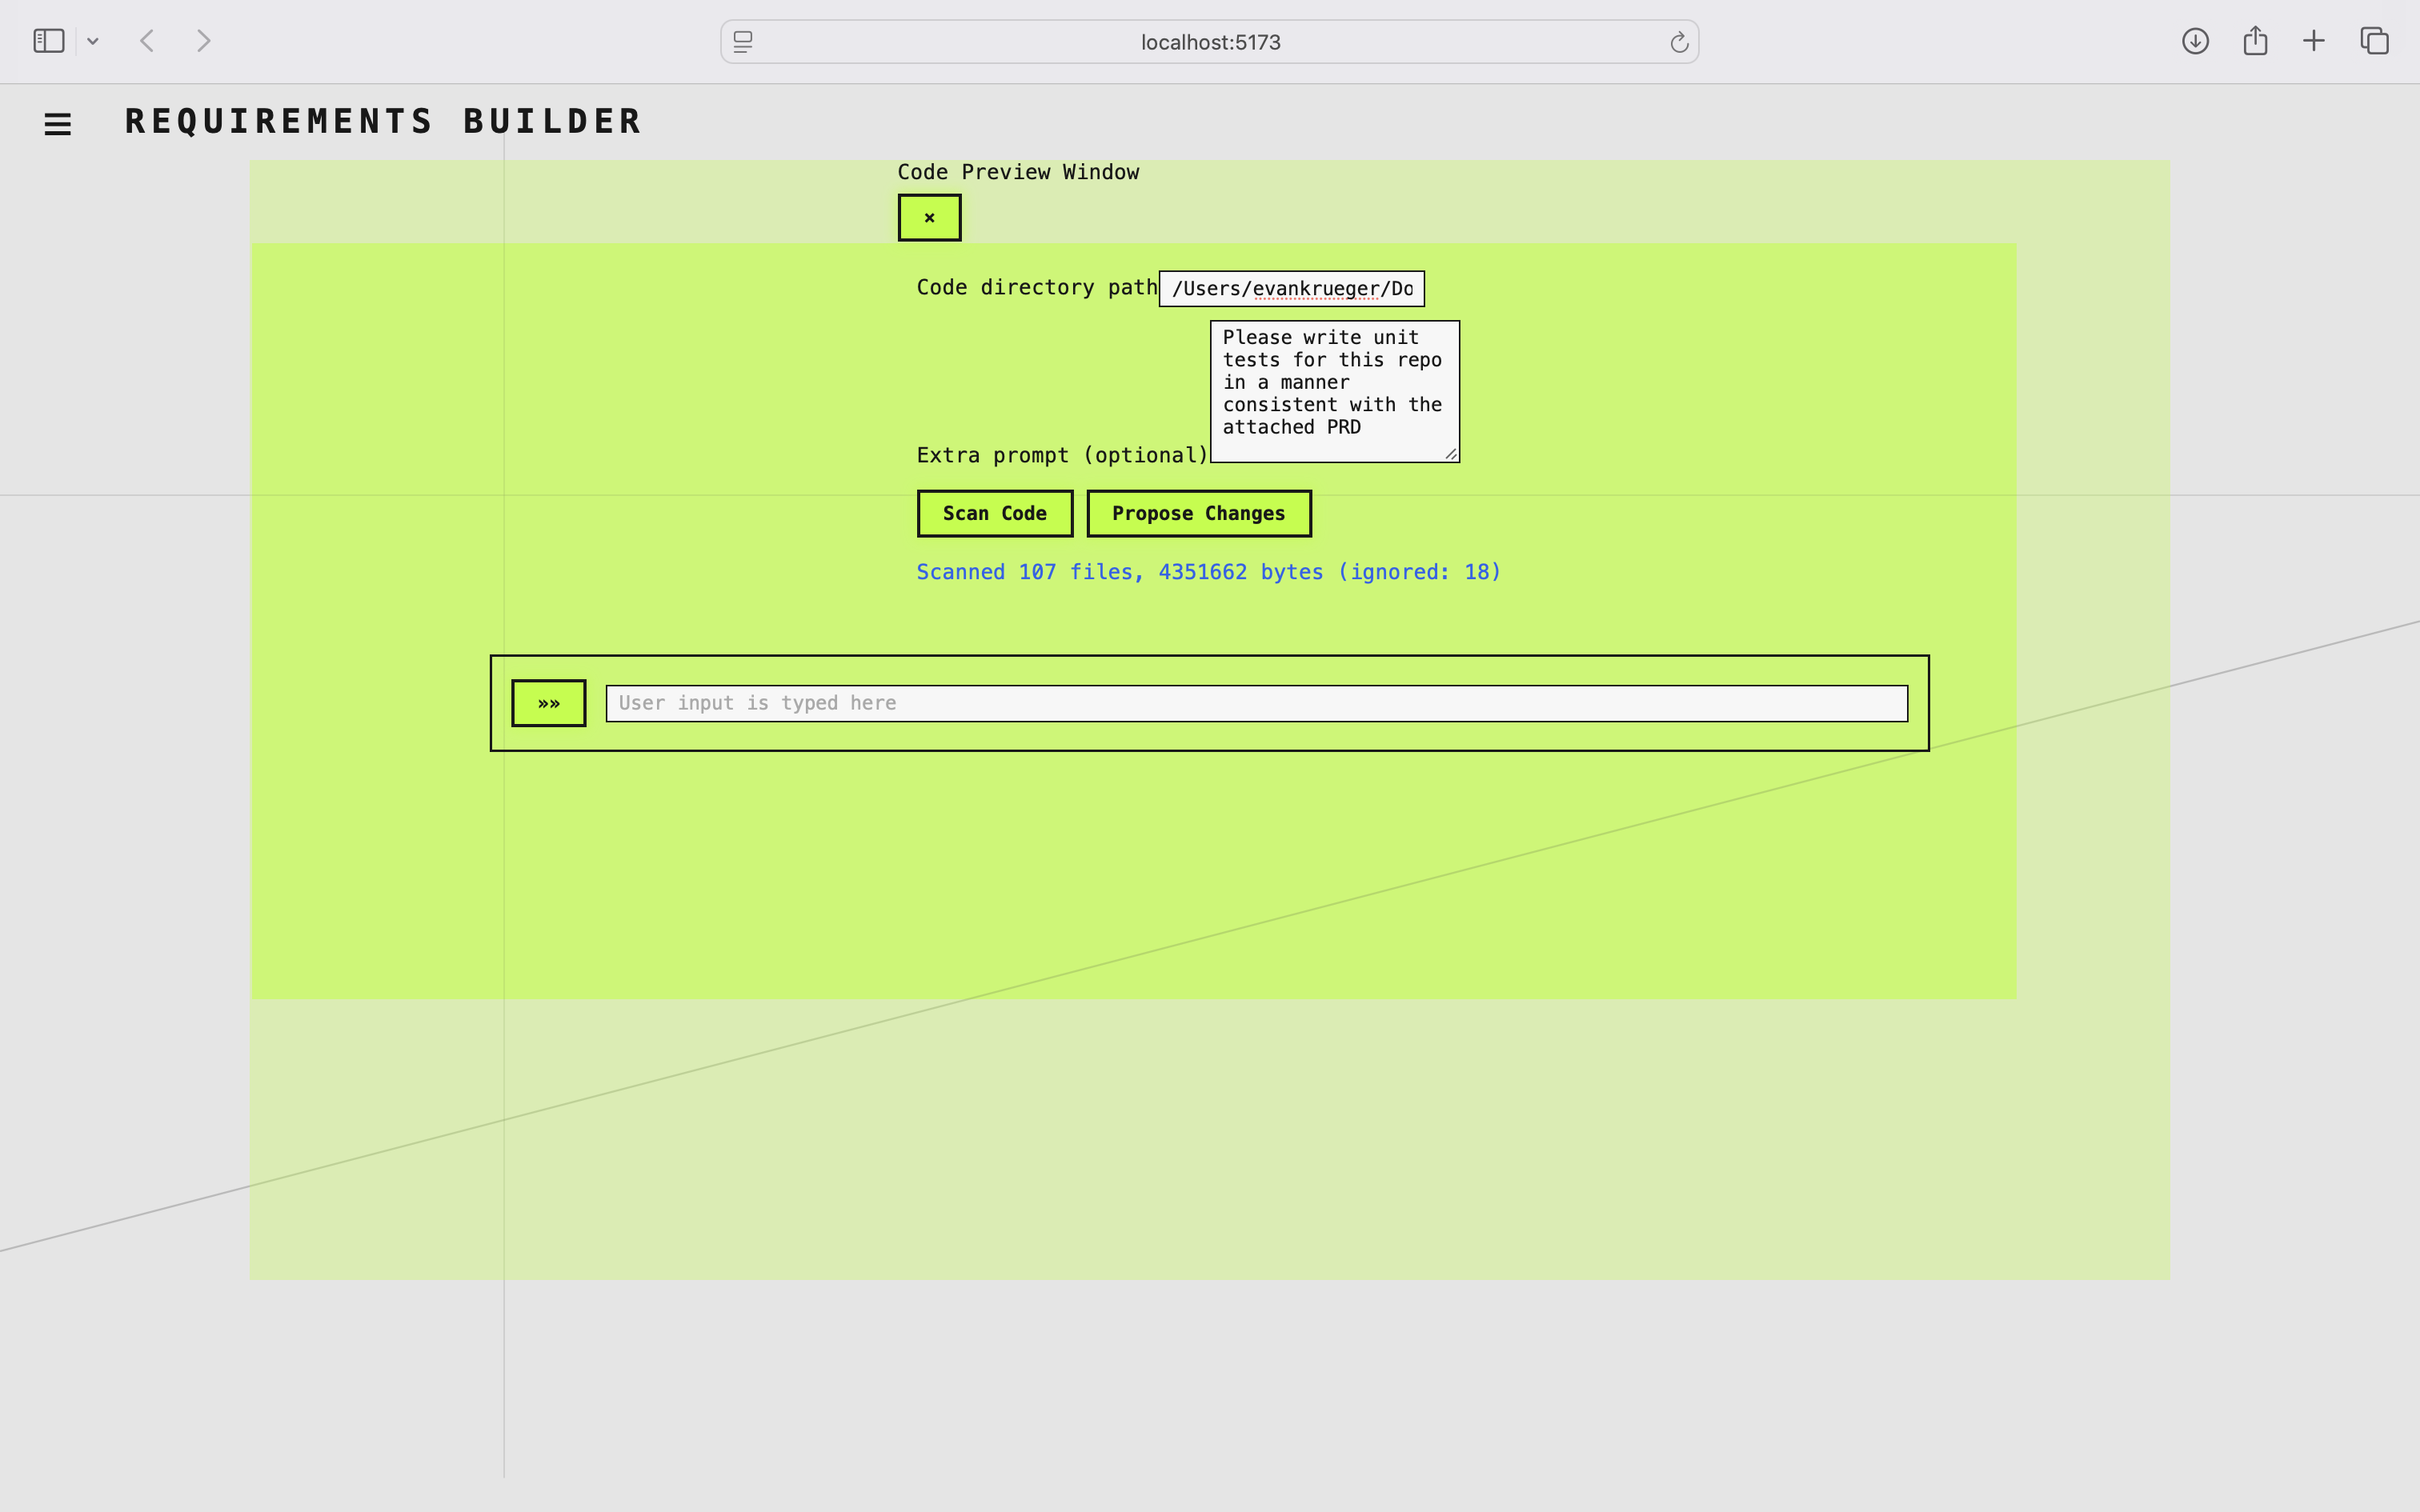 localhost:5173
REQUIREMENTS BUILDER
Code Preview Window
×
Code directory path /Users/evankrueger/Do
Please write unit
tests for this repo
in a manner
consistent with the
attached PRD
Extra prompt (optional)
Scan Code Propose Changes
Scanned 107 files, 4351662 bytes (ignored: 18)
»» User input is typed here